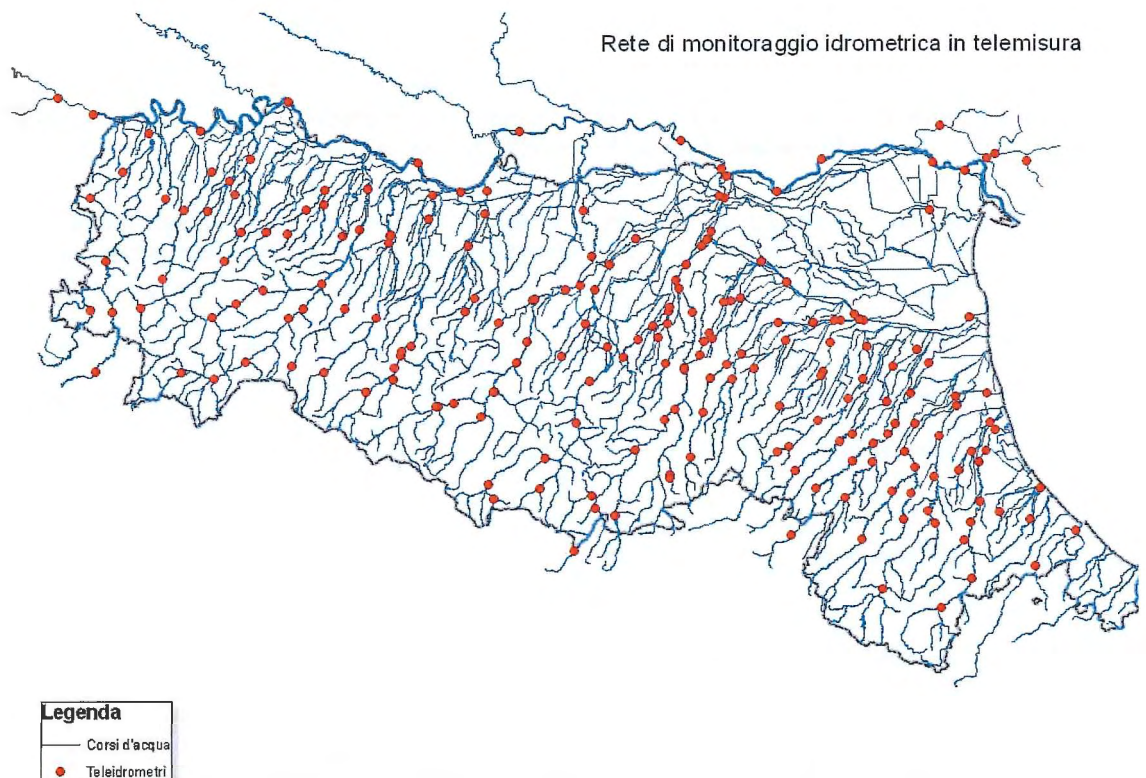 Rete di monitoraggio idrometrica in telemisura
Legenda
Corsi d'acqua
Teleidrometri